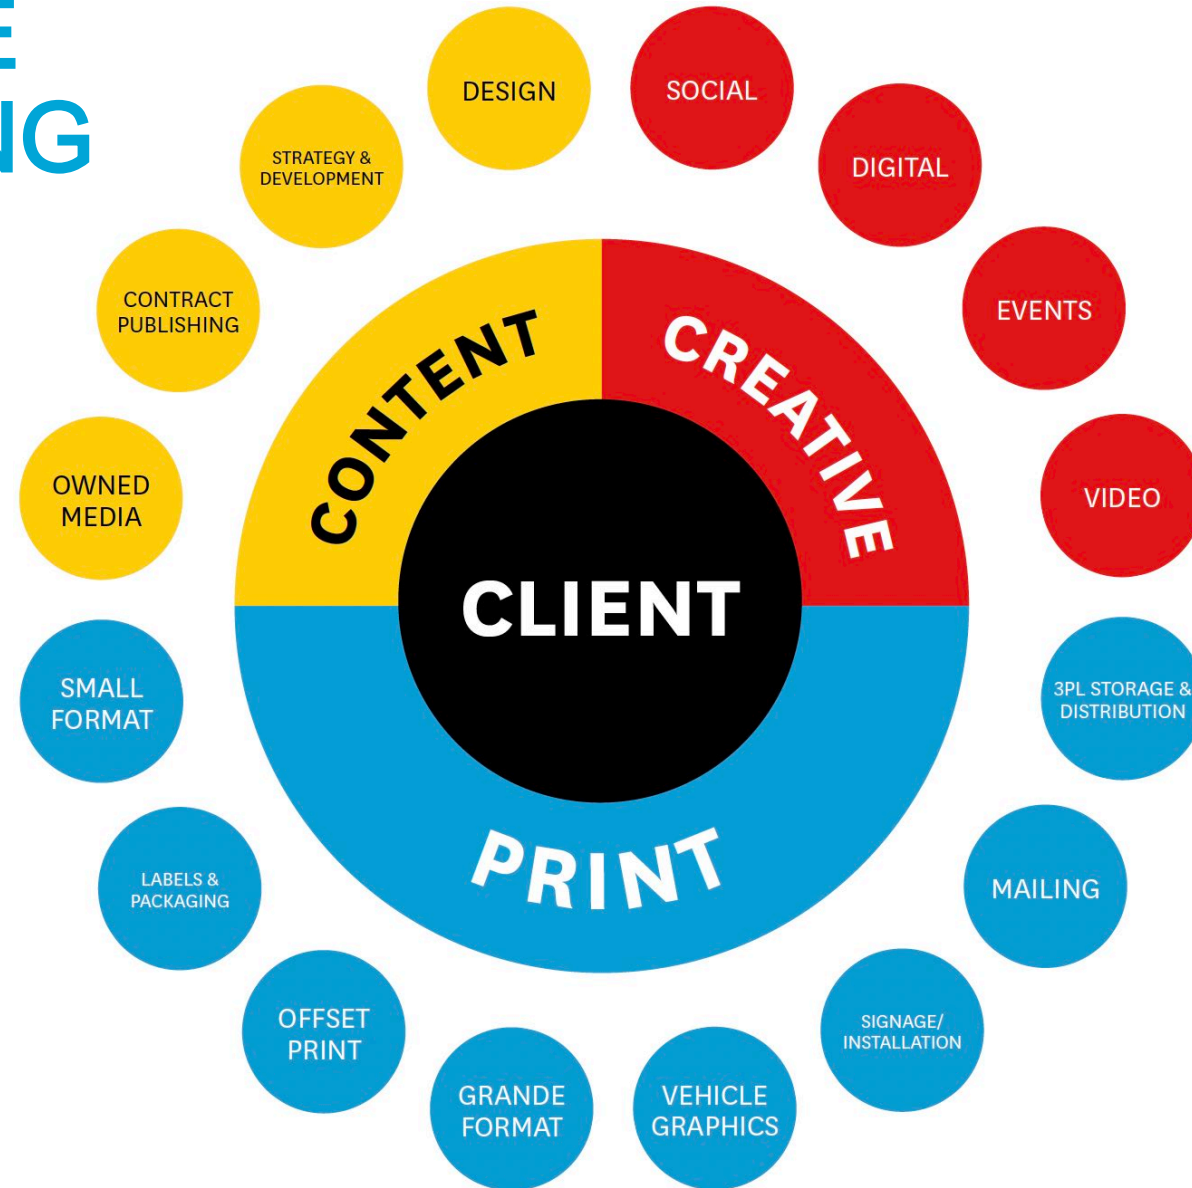 DESIGN
SOCIAL
STRATEGY &
DEVELOPMENT
DIGITAL
CONTRACT
PUBLISHING
EVENTS
OWNED
MEDIA
VIDEO
CONTENT
CREATIVE
CLIENT
PRINT
SMALL
FORMAT
3PL STORAGE &
DISTRIBUTION
LABELS &
PACKAGING
MAILING
OFFSET
PRINT
SIGNAGE/
INSTALLATION
GRANDE
FORMAT
VEHICLE
GRAPHICS